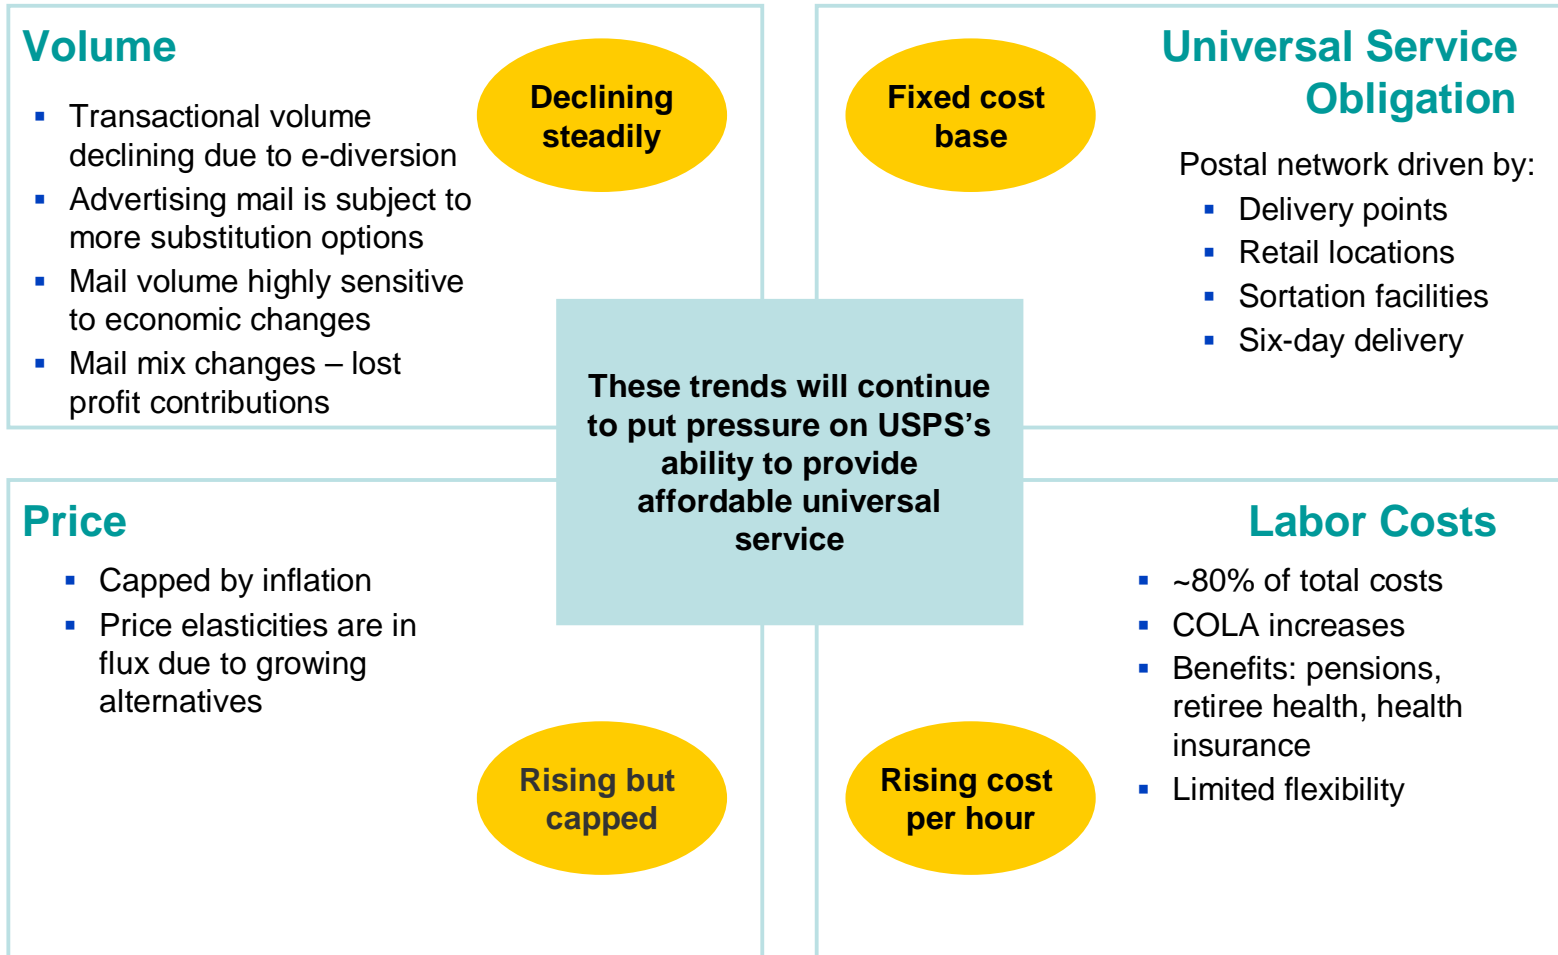 Volume
▪ Transactional volume
declining due to e-diversion
▪ Advertising mail is subject to
more substitution options
▪ Mail volume highly sensitive
to economic changes
▪ Mail mix changes – lost
profit contributions
Declining
steadily
Fixed cost
base
Universal Service
Obligation
Postal network driven by:
▪ Delivery points
▪ Retail locations
▪ Sortation facilities
▪ Six-day delivery
These trends will continue
to put pressure on USPS’s
ability to provide
affordable universal
service
Price
▪ Capped by inflation
▪ Price elasticities are in
flux due to growing
alternatives
Rising but
capped
Rising cost
per hour
Labor Costs
▪ ~80% of total costs
▪ COLA increases
▪ Benefits: pensions,
retiree health, health
insurance
▪ Limited flexibility